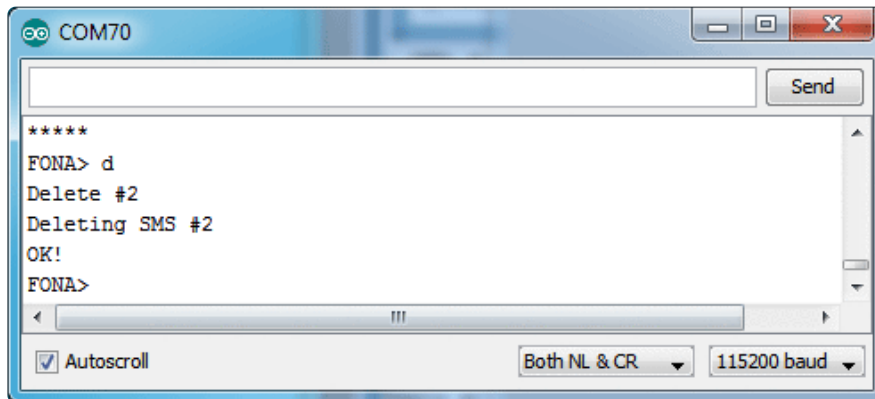 COM70
Send
*****
FONA> d
Delete #2
Deleting SMS #2
OK!
FONA>
Autoscroll
Both NL & CR
115200 baud